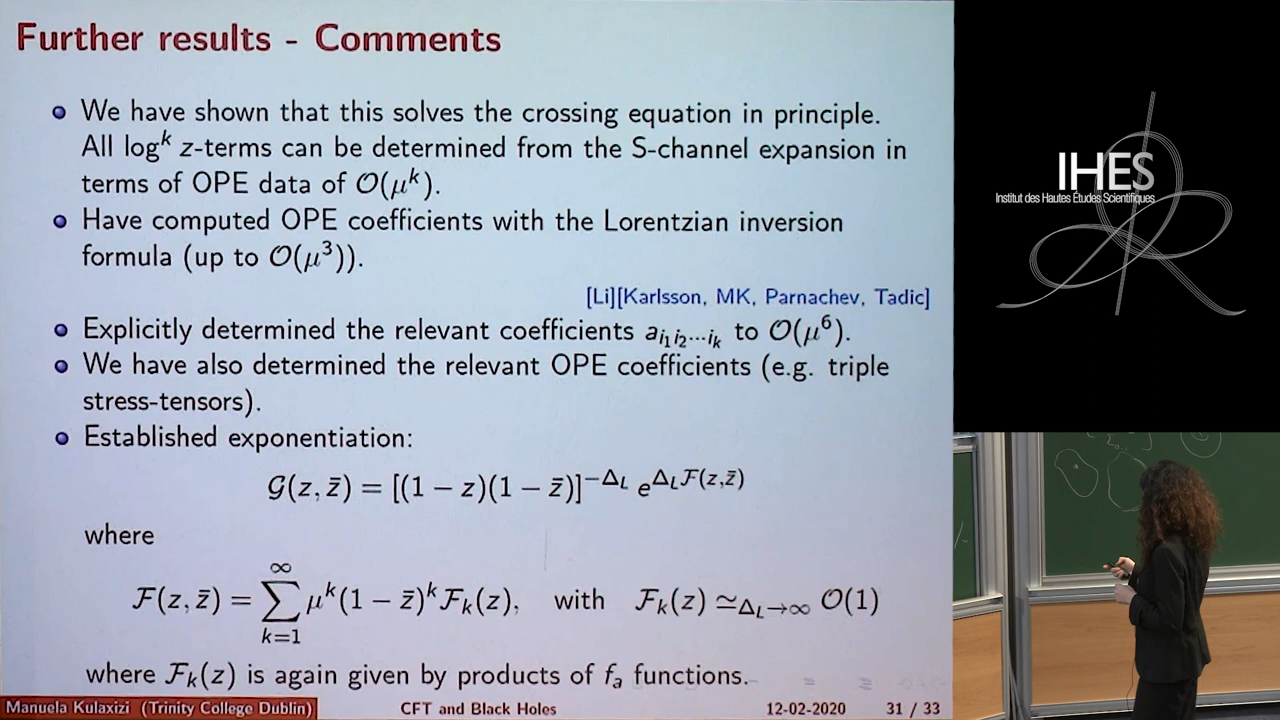 Further results - Comments
We have shown that this solves the crossing equation in principle.
All log^k z-terms can be determined from the S-channel expansion in
terms of OPE data of 𝒪(μ^k).
Have computed OPE coefficients with the Lorentzian inversion
formula (up to 𝒪(μ^3)).
[Li][Karlsson, MK, Parnachev, Tadic]
Explicitly determined the relevant coefficients a_{i_1 i_2 ⋯ i_k} to 𝒪(μ^6).
We have also determined the relevant OPE coefficients (e.g. triple
stress-tensors).
Established exponentiation:
𝒢(z, z̄) = [(1 − z)(1 − z̄)]^{−Δ_L} e^{Δ_L ℱ(z,z̄)}
where
ℱ(z, z̄) = ∑_{k=1}^{∞} μ^k (1 − z̄)^k ℱ_k(z), with ℱ_k(z) ≃_{Δ_L→∞} 𝒪(1)
where ℱ_k(z) is again given by products of f_a functions.
Manuela Kulaxizi (Trinity College Dublin) CFT and Black Holes 12-02-2020 31 / 33
IHES
Institut des Hautes Études Scientifiques